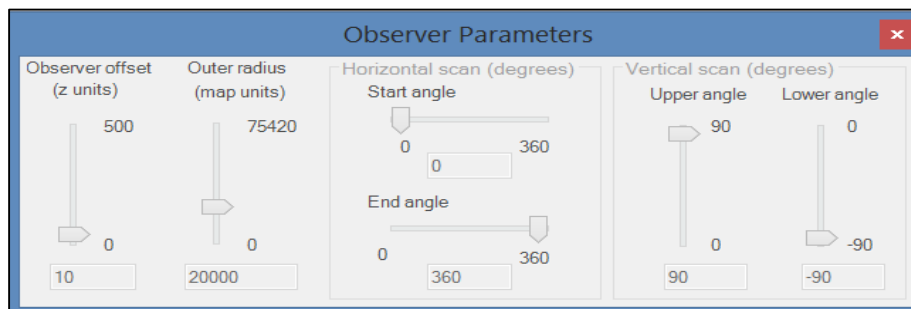 Observer Parameters
x
Observer offset
(z units)
500
0
10
Outer radius
(map units)
75420
0
20000
Horizontal scan (degrees)
Start angle
0
360
0
End angle
0
360
360
Vertical scan (degrees)
Upper angle
90
0
90
Lower angle
0
-90
-90